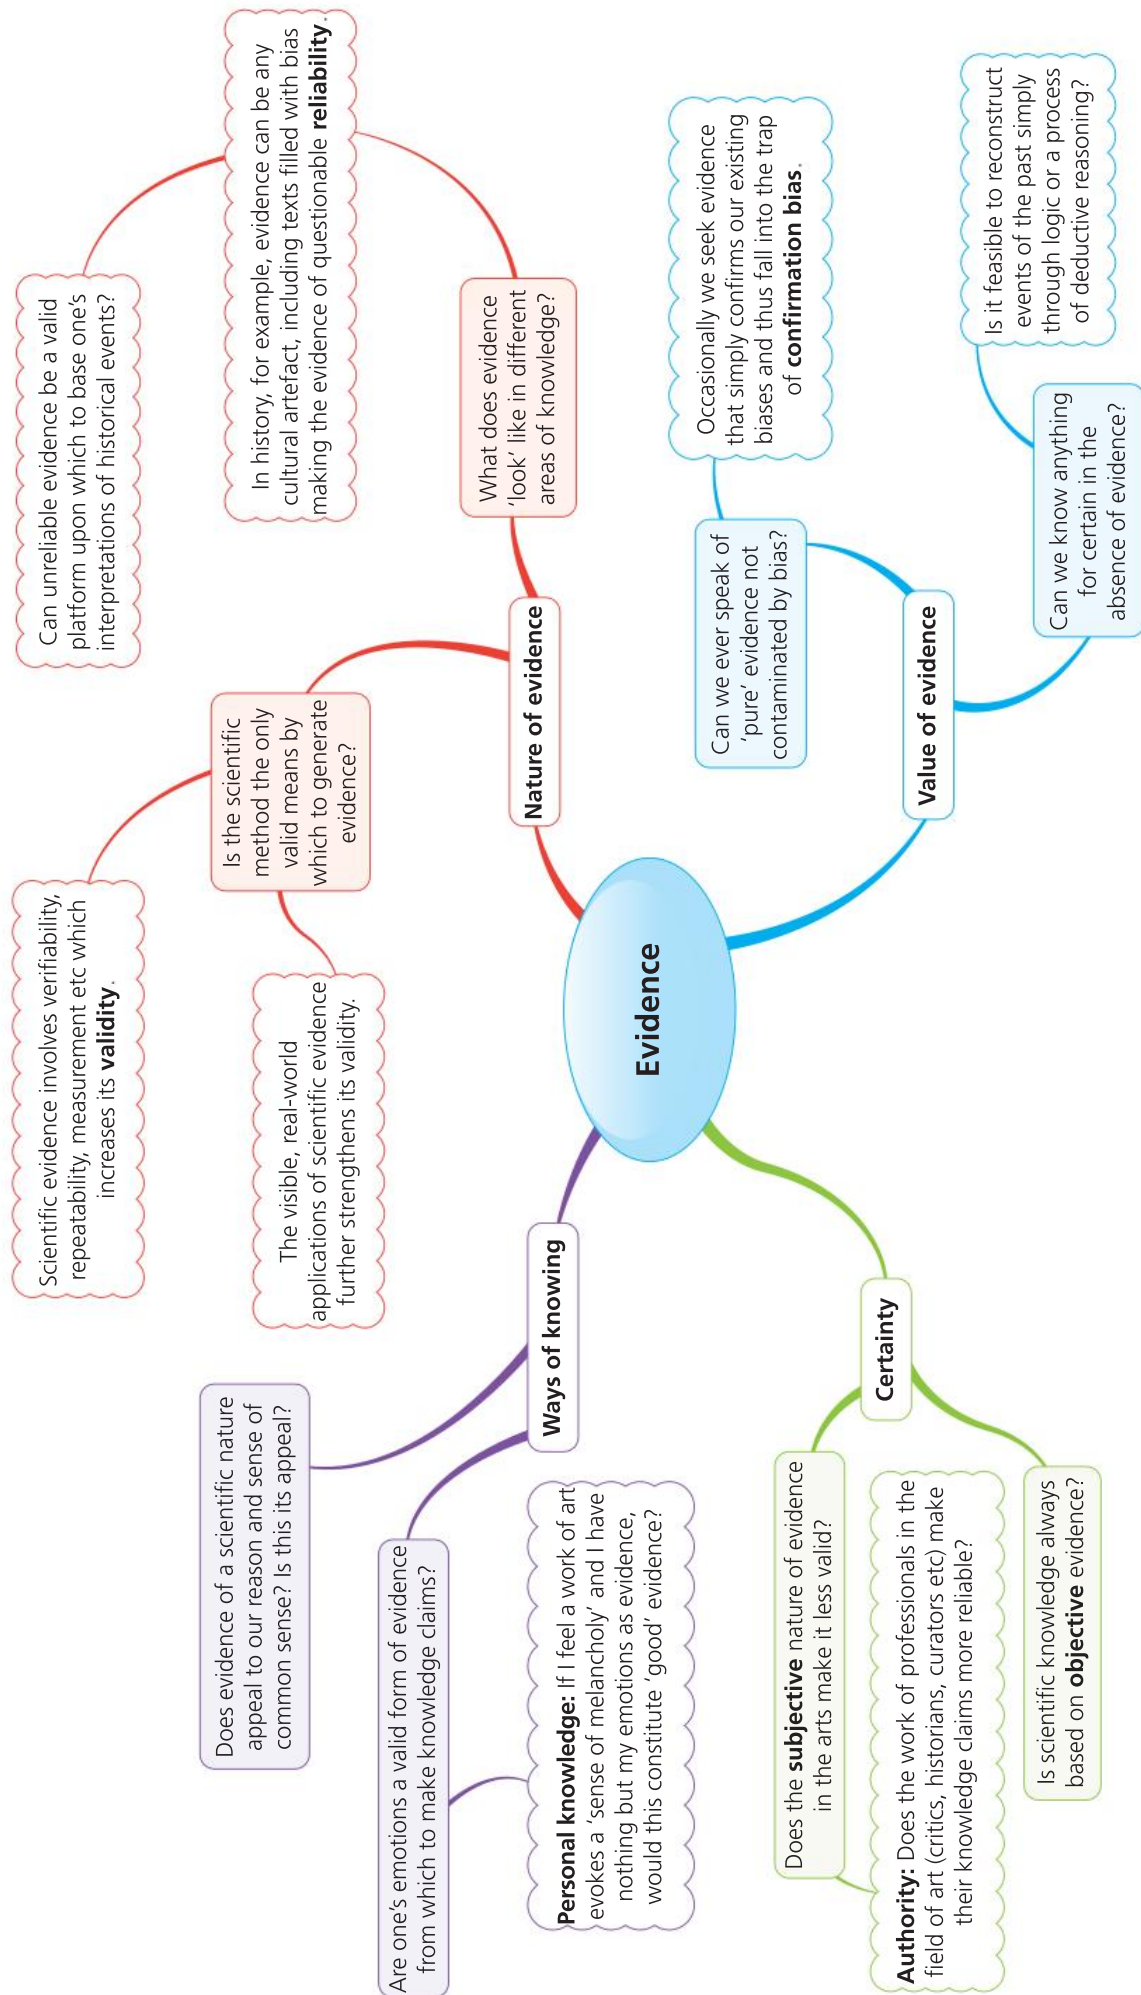 Evidence
Nature of evidence
What does evidence
‘look’ like in different
areas of knowledge?
In history, for example, evidence can be any
cultural artefact, including texts filled with bias
making the evidence of questionable reliability.
Can unreliable evidence be a valid
platform upon which to base one’s
interpretations of historical events?
Is the scientific
method the only
valid means by
which to generate
evidence?
Scientific evidence involves verifiability,
repeatability, measurement etc which
increases its validity.
The visible, real-world
applications of scientific evidence
further strengthens its validity.
Value of evidence
Can we ever speak of
‘pure’ evidence not
contaminated by bias?
Occasionally we seek evidence
that simply confirms our existing
biases and thus fall into the trap
of confirmation bias.
Can we know anything
for certain in the
absence of evidence?
Is it feasible to reconstruct
events of the past simply
through logic or a process
of deductive reasoning?
Ways of knowing
Does evidence of a scientific nature
appeal to our reason and sense of
common sense? Is this its appeal?
Are one’s emotions a valid form of evidence
from which to make knowledge claims?
Personal knowledge: If I feel a work of art
evokes a ‘sense of melancholy’ and I have
nothing but my emotions as evidence,
would this constitute ‘good’ evidence?
Certainty
Does the subjective nature of evidence
in the arts make it less valid?
Authority: Does the work of professionals in the
field of art (critics, historians, curators etc) make
their knowledge claims more reliable?
Is scientific knowledge always
based on objective evidence?